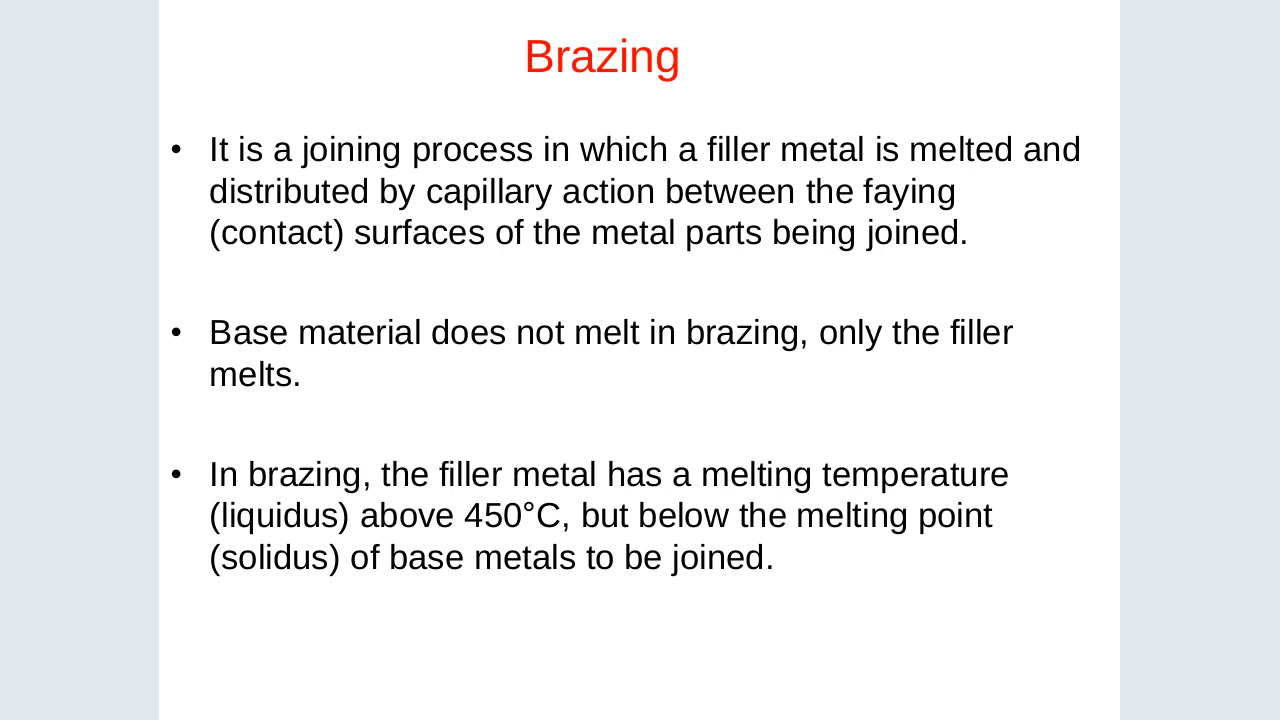 Brazing
• It is a joining process in which a filler metal is melted and
distributed by capillary action between the faying
(contact) surfaces of the metal parts being joined.
• Base material does not melt in brazing, only the filler
melts.
• In brazing, the filler metal has a melting temperature
(liquidus) above 450°C, but below the melting point
(solidus) of base metals to be joined.